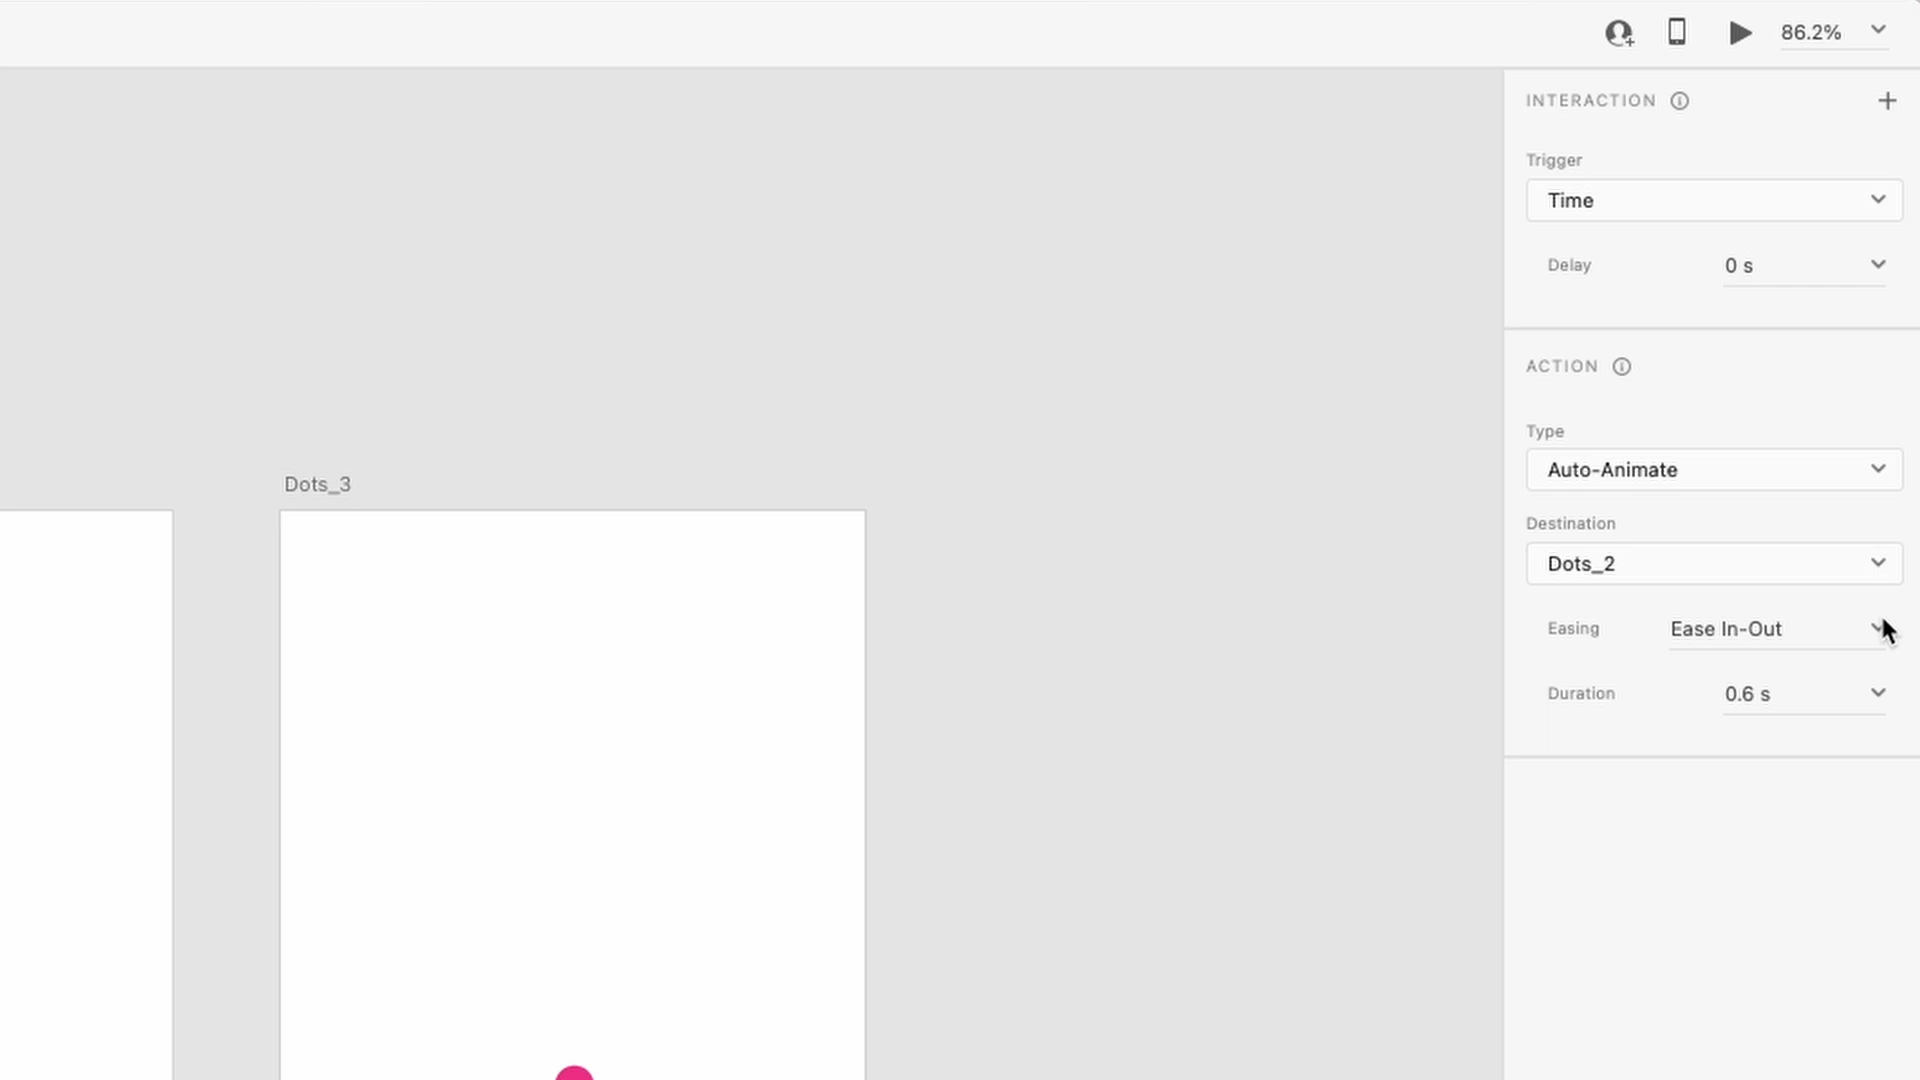 86.2%
INTERACTION
Trigger
Time
Delay 0 s
ACTION
Type
Auto-Animate
Dots_3
Destination
Dots_2
Easing Ease In-Out
Duration 0.6 s